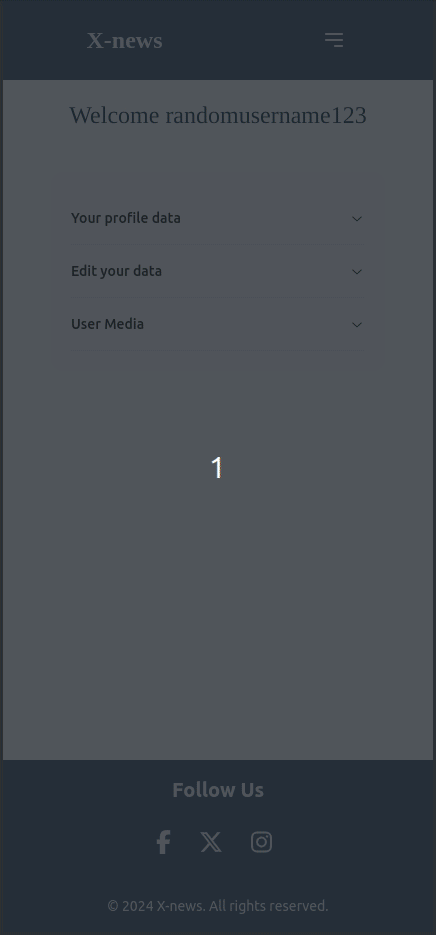 X-news
Welcome randomusername123
Your profile data
Edit your data
User Media
1
Follow Us
© 2024 X-news. All rights reserved.